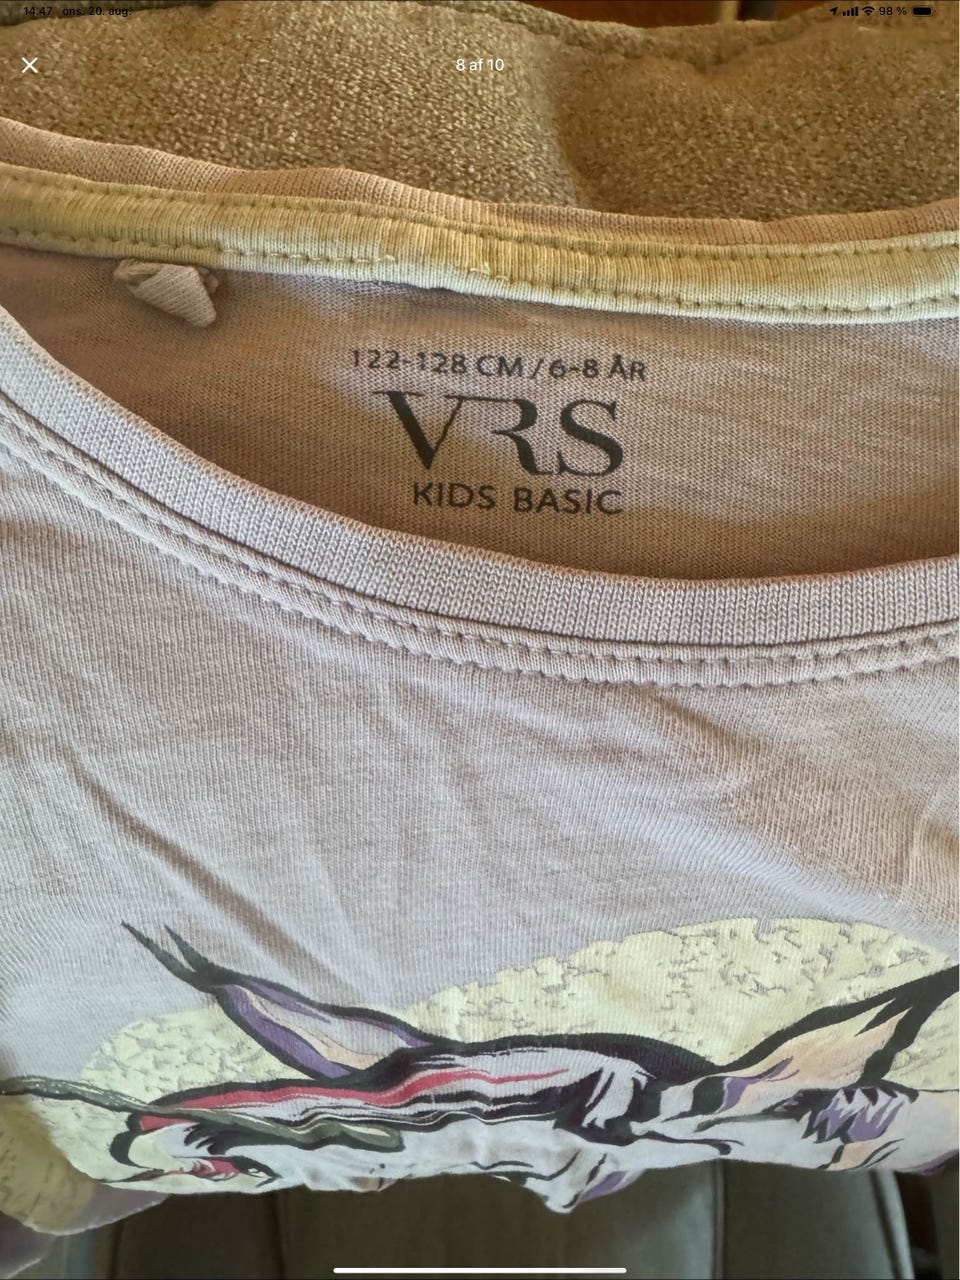 14.47 ons. 20. aug. 98 %
8 af 10
122-128 CM / 6-8 ÅR
VRS
KIDS BASIC